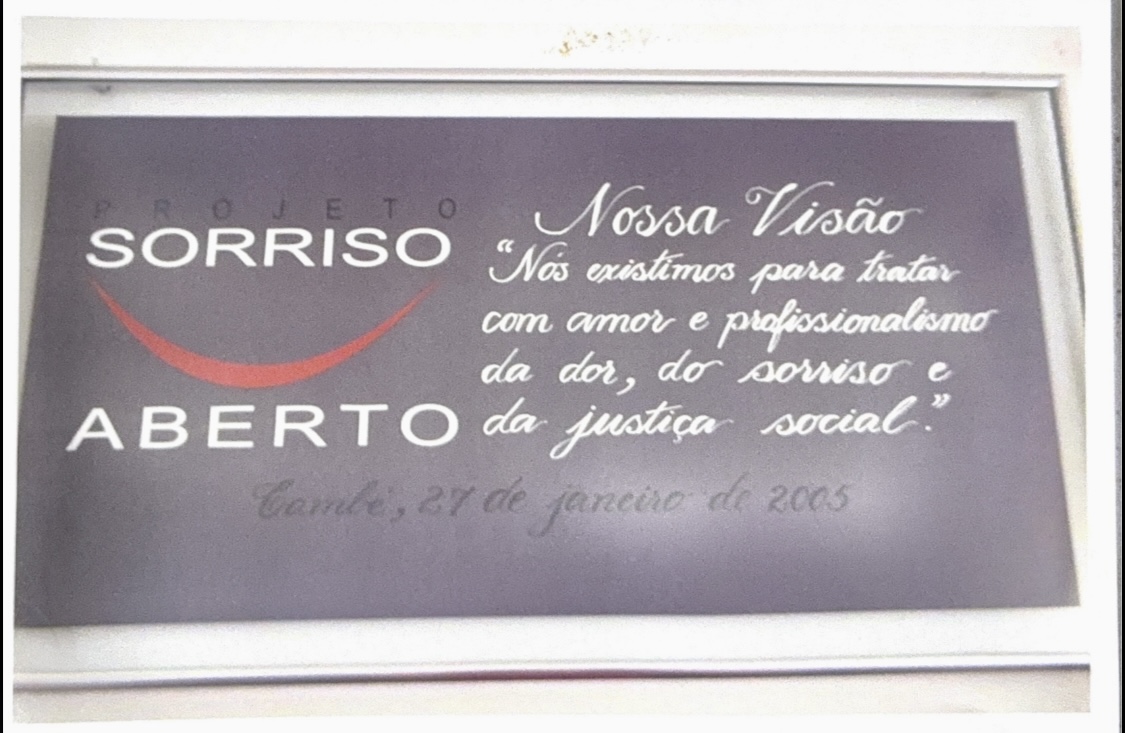 PROJETO
SORRISO
ABERTO
Nossa Visão
"Nós existimos para tratar
com amor e profissionalismo
da dor, do sorriso e
da justiça social."
Cambé, 27 de janeiro de 2005